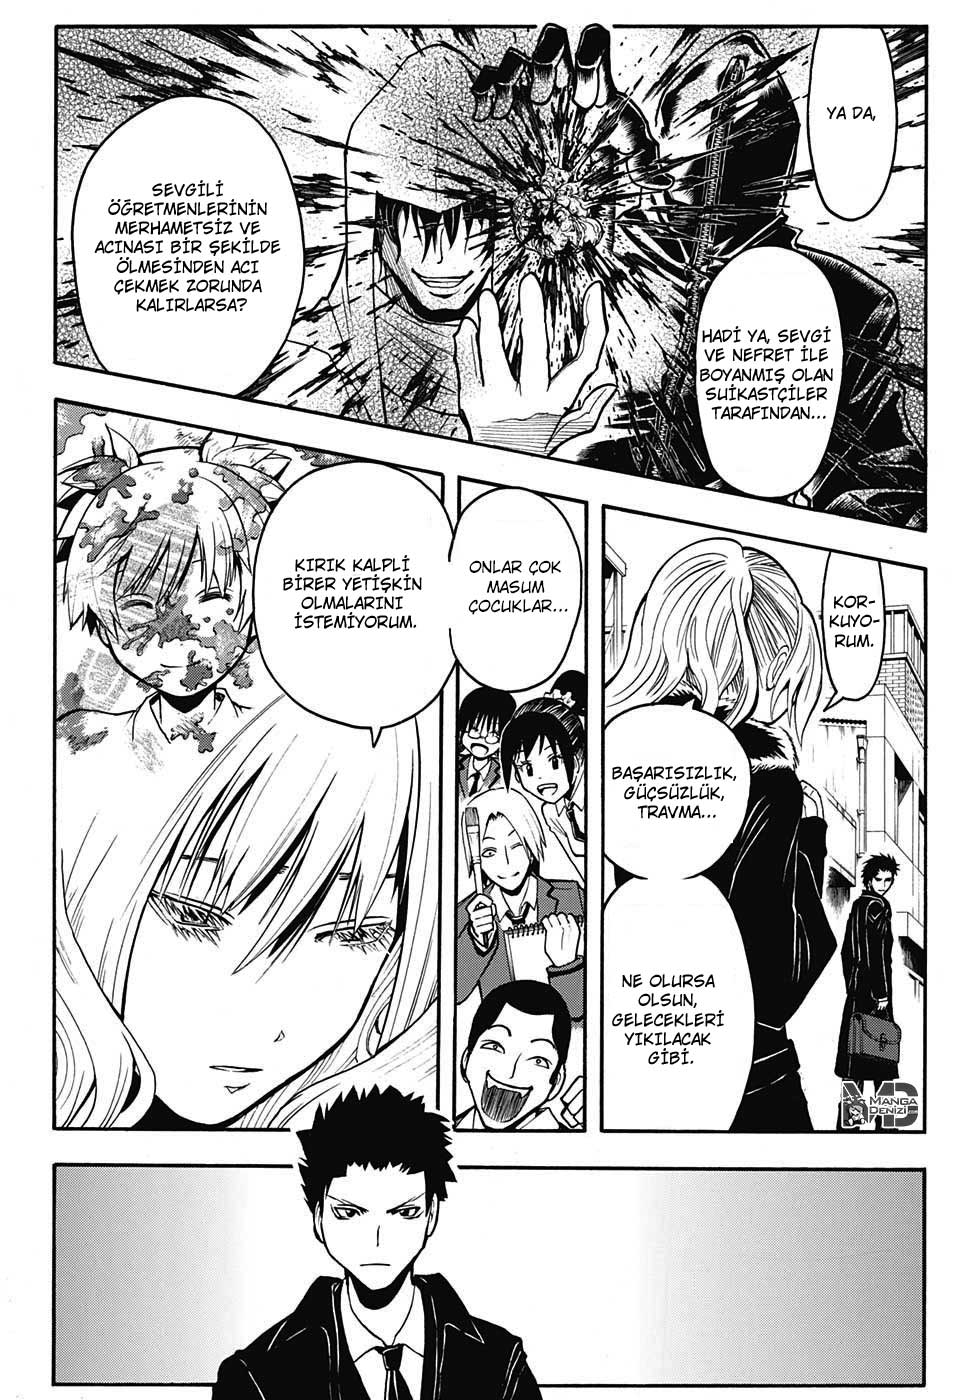 YA DA,
SEVGİLİ
ÖĞRETMENLERİNİN
MERHAMETSİZ VE
ACINASI BİR ŞEKİLDE
ÖLMESİNDEN ACI
ÇEKMEK ZORUNDA
KALIRLARSA?
HADİ YA, SEVGİ
VE NEFRET İLE
BOYANMIŞ OLAN
SUİKASTÇİLER
TARAFINDAN...
KOR-
KUYO-
RUM.
BAŞARISIZLIK,
GÜÇSÜZLÜK,
TRAVMA...
NE OLURSA
OLSUN,
GELECEKLERİ
YIKILACAK
GİBİ.
ONLAR ÇOK
MASUM
ÇOCUKLAR...
KIRIK KALPLİ
BİRER YETİŞKİN
OLMALARINI
İSTEMİYORUM.
MD
MANGA
DENİZİ